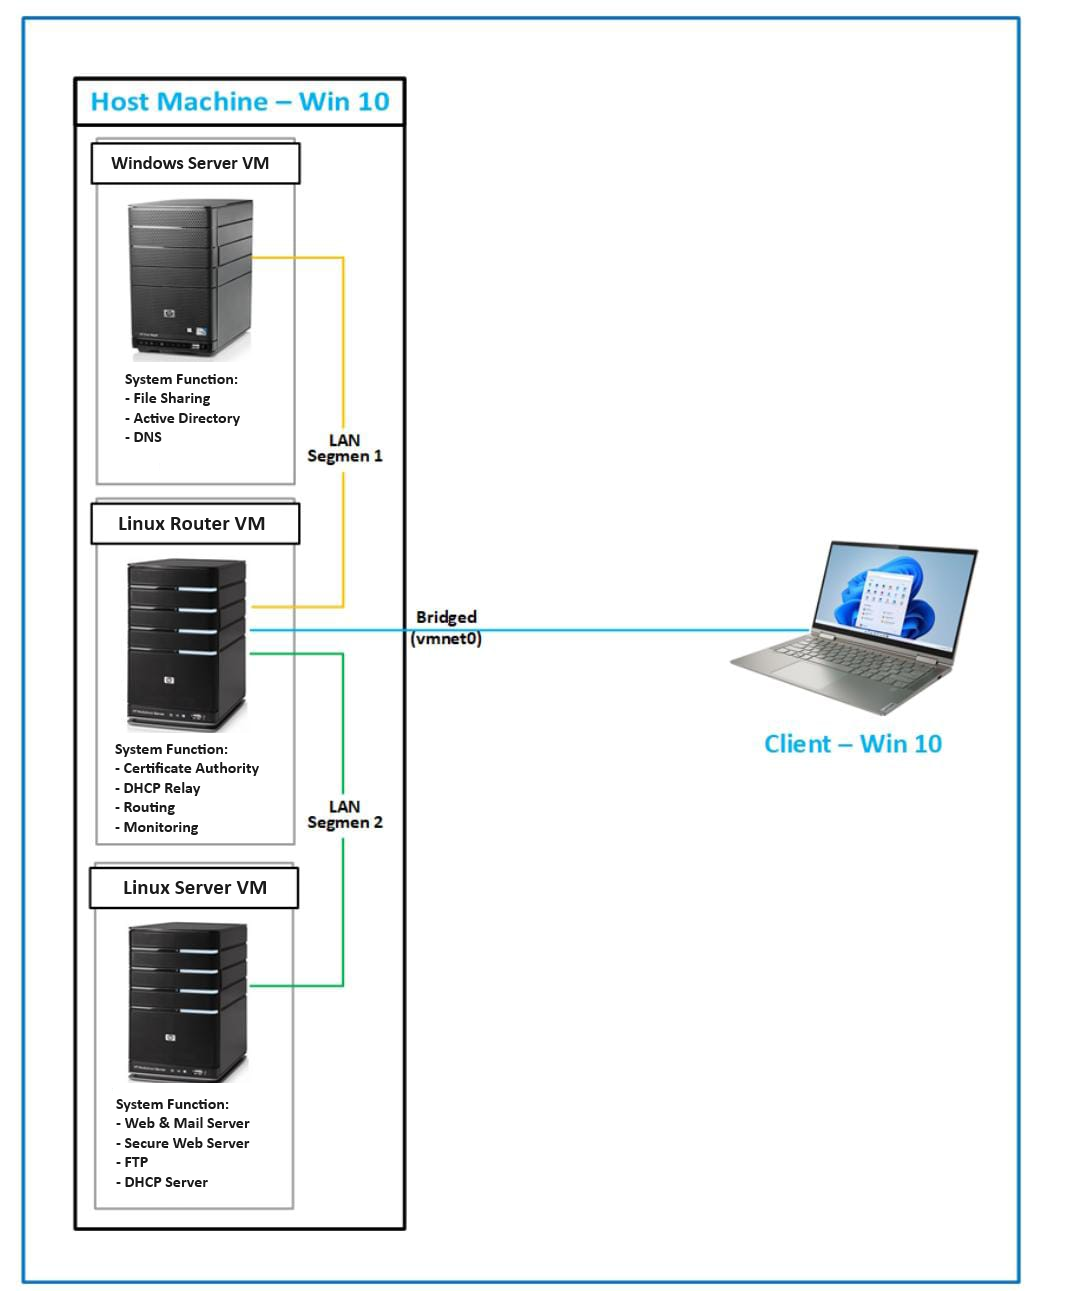 Host Machine – Win 10
Windows Server VM
System Function:
- File Sharing
- Active Directory
- DNS
LAN
Segmen 1
Linux Router VM
Bridged
(vmnet0)
System Function:
- Certificate Authority
- DHCP Relay
- Routing
- Monitoring
Client – Win 10
LAN
Segmen 2
Linux Server VM
System Function:
- Web & Mail Server
- Secure Web Server
- FTP
- DHCP Server